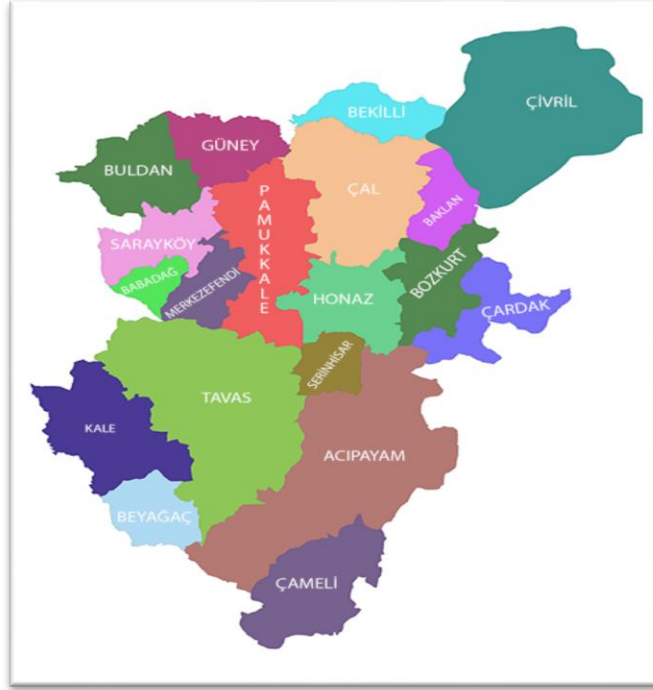 ÇİVRİL
BEKİLLİ
GÜNEY
BULDAN
PAMUKKALE
ÇAL
BAKLAN
SARAYKÖY
BABADAG
MERKEZEFENDİ
HONAZ
BOZKURT
ÇARDAK
SERİNHİSAR
TAVAS
KALE
ACIPAYAM
BEYAĞAÇ
ÇAMELİ